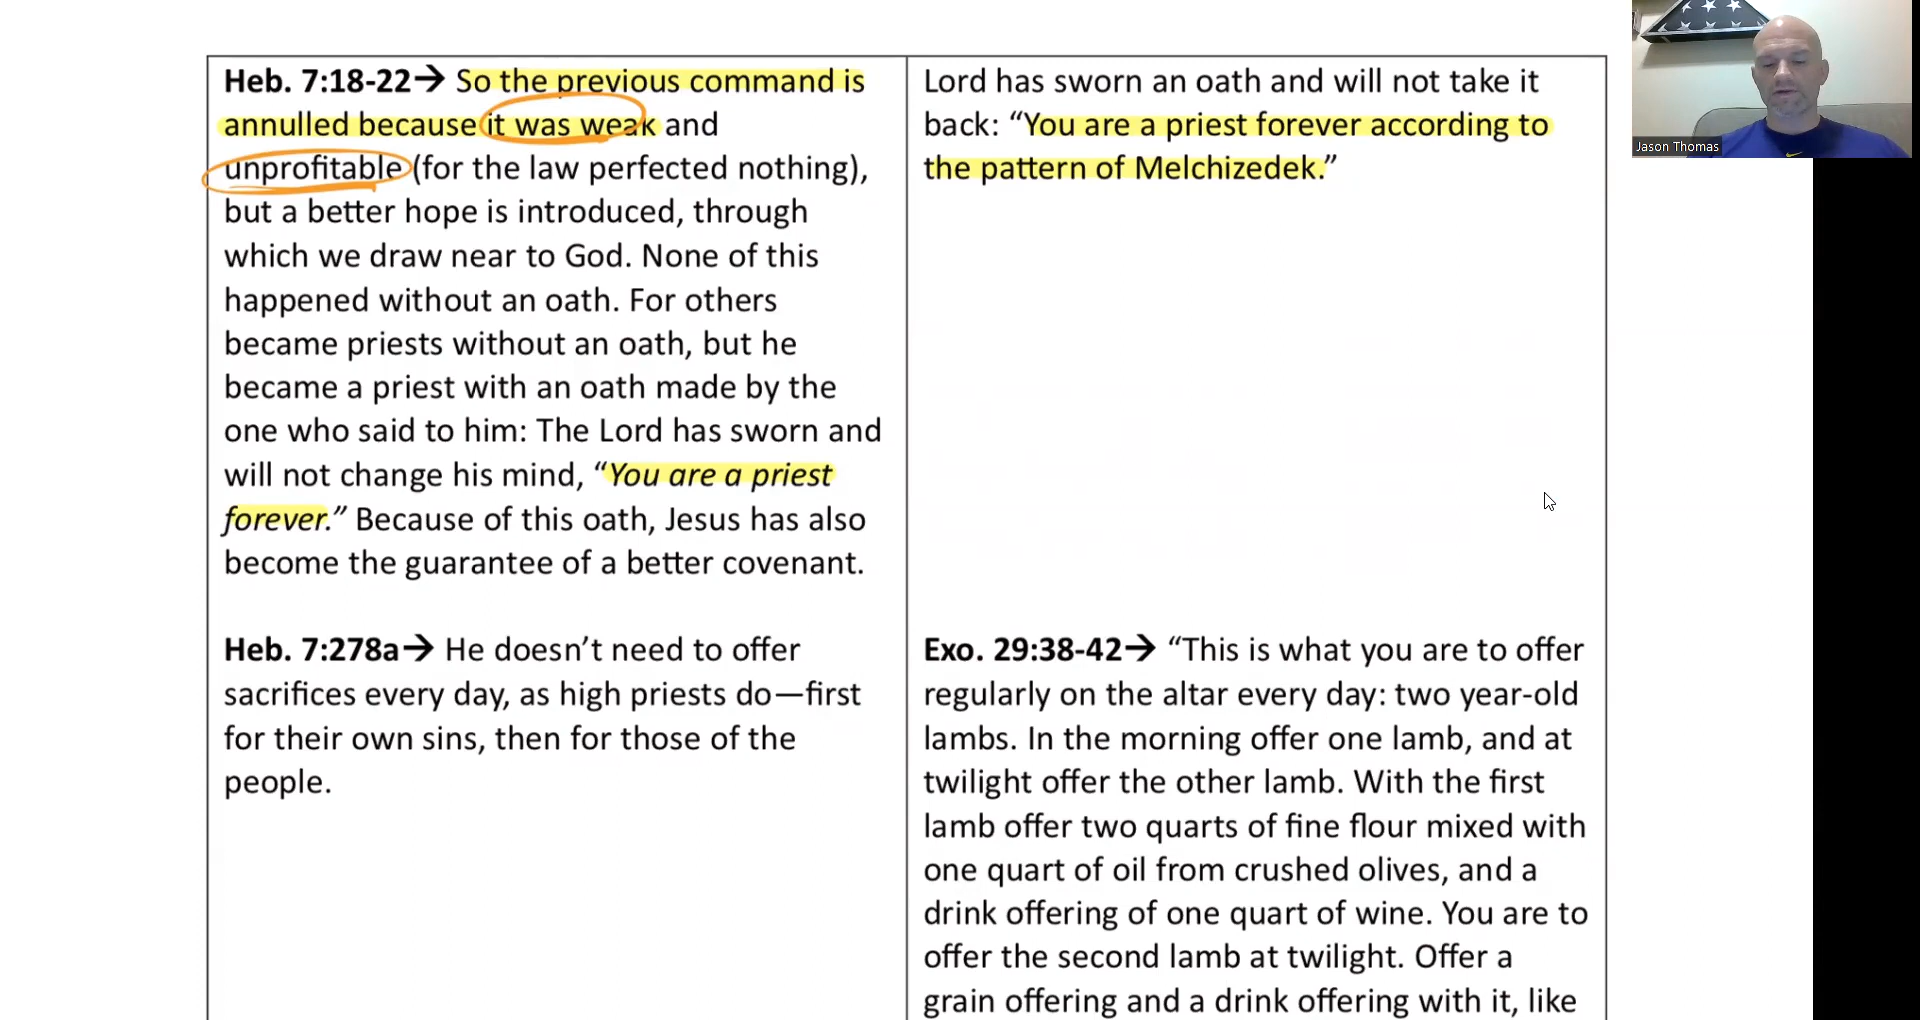 Heb. 7:18-22→ So the previous command is
annulled because it was weak and
unprofitable (for the law perfected nothing),
but a better hope is introduced, through
which we draw near to God. None of this
happened without an oath. For others
became priests without an oath, but he
became a priest with an oath made by the
one who said to him: The Lord has sworn and
will not change his mind, “You are a priest
forever.” Because of this oath, Jesus has also
become the guarantee of a better covenant.
Heb. 7:278a→ He doesn’t need to offer
sacrifices every day, as high priests do—first
for their own sins, then for those of the
people.
Lord has sworn an oath and will not take it
back: “You are a priest forever according to
the pattern of Melchizedek.”
Exo. 29:38-42→ “This is what you are to offer
regularly on the altar every day: two year-old
lambs. In the morning offer one lamb, and at
twilight offer the other lamb. With the first
lamb offer two quarts of fine flour mixed with
one quart of oil from crushed olives, and a
drink offering of one quart of wine. You are to
offer the second lamb at twilight. Offer a
grain offering and a drink offering with it, like
Jason Thomas